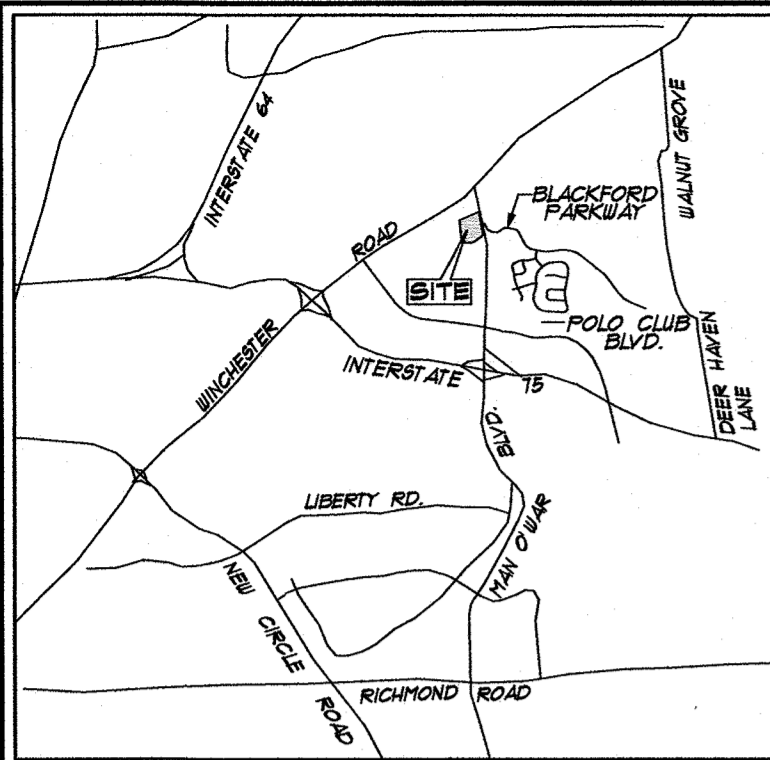 INTERSTATE 64
WALNUT GROVE
BLACKFORD
PARKWAY
ROAD
SITE
POLO CLUB
BLVD.
WINCHESTER
INTERSTATE
75
DEER HAVEN
LANE
BLVD.
LIBERTY RD.
MAN O'WAR
NEW CIRCLE
ROAD
RICHMOND ROAD